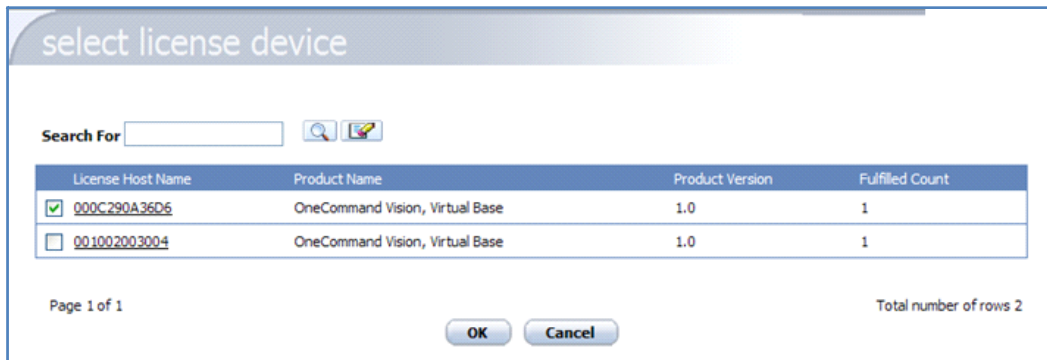 select license device
Search For
License Host Name Product Name Product Version Fulfilled Count
000C290A36D6 OneCommand Vision, Virtual Base 1.0 1
001002003004 OneCommand Vision, Virtual Base 1.0 1
Page 1 of 1 Total number of rows 2
OK Cancel